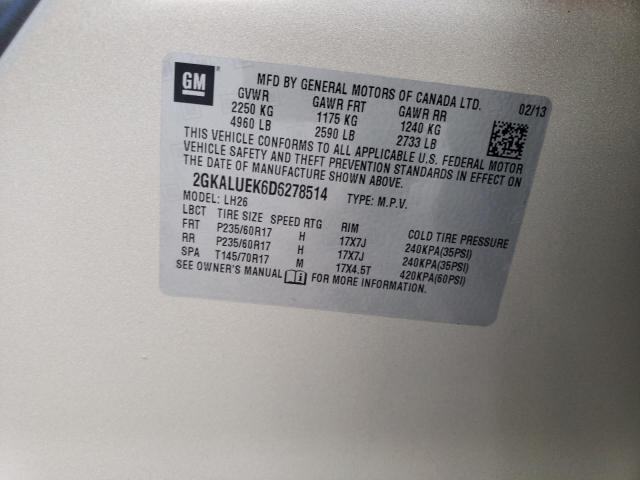 GM
MFD BY GENERAL MOTORS OF CANADA LTD. 02/13
GVWR GAWR FRT GAWR RR
2250 KG 1175 KG 1240 KG
4960 LB 2590 LB 2733 LB
THIS VEHICLE CONFORMS TO ALL APPLICABLE U.S. FEDERAL MOTOR
VEHICLE SAFETY AND THEFT PREVENTION STANDARDS IN EFFECT ON
THE DATE OF MANUFACTURE SHOWN ABOVE.
2GKALUEK6D6278514 TYPE: M.P.V.
MODEL: LH26
LBCT TIRE SIZE SPEED RTG RIM COLD TIRE PRESSURE
FRT P235/60R17 H 17X7J 240KPA(35PSI)
RR P235/60R17 H 17X7J 240KPA(35PSI)
SPA T145/70R17 M 17X4.5T 420KPA(60PSI)
SEE OWNER'S MANUAL FOR MORE INFORMATION.